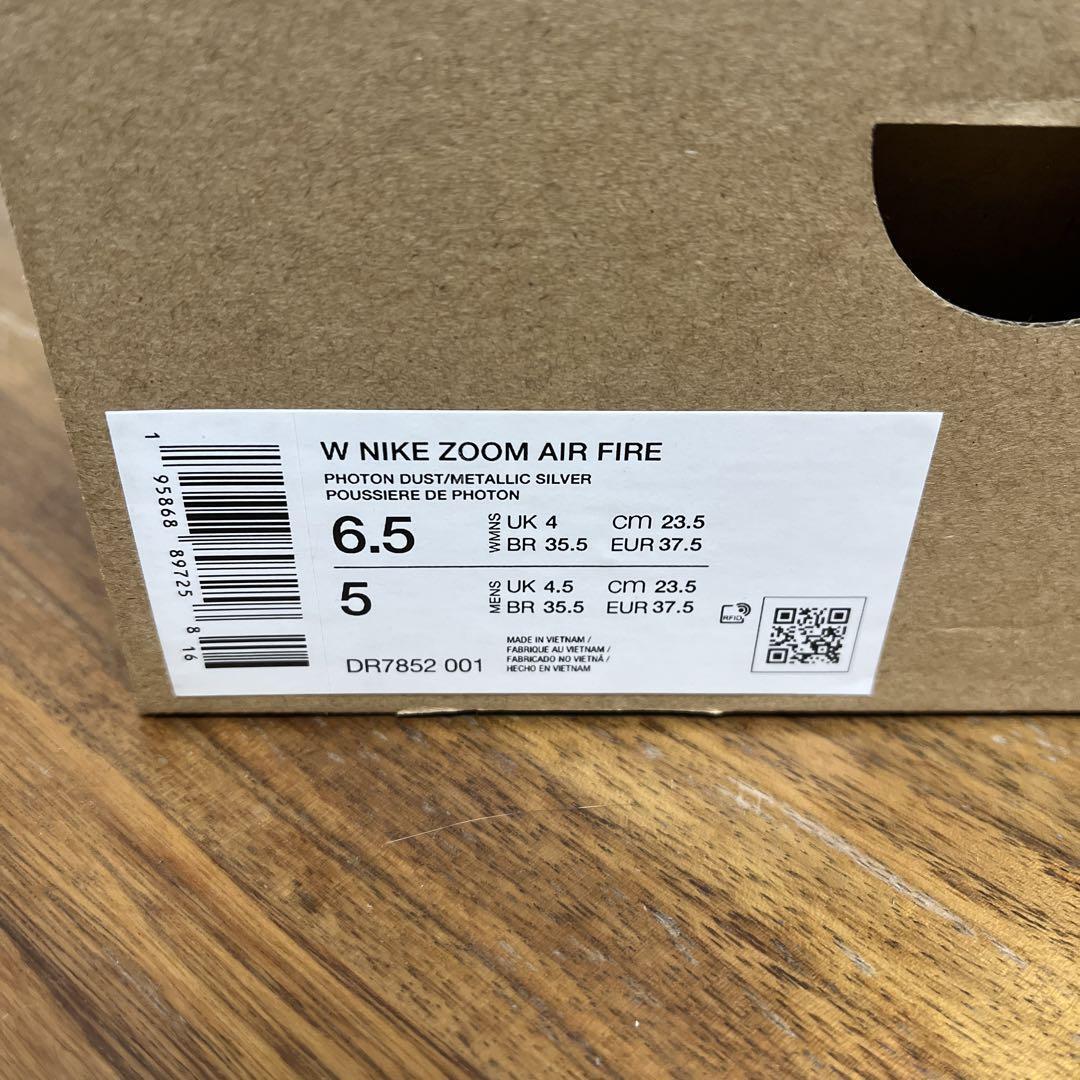 W NIKE ZOOM AIR FIRE
PHOTON DUST/METALLIC SILVER
POUSSIERE DE PHOTON
6.5 WMNS UK 4 cm 23.5
BR 35.5 EUR 37.5
5 MENS UK 4.5 cm 23.5
BR 35.5 EUR 37.5
RFID
DR7852 001
MADE IN VIETNAM /
FABRIQUE AU VIETNAM /
FABRICADO NO VIETNÃ /
HECHO EN VIETNAM
1 95868 89725 8 16